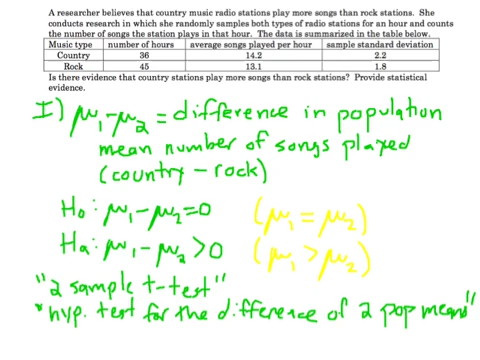 A researcher believes that country music radio stations play more songs than rock stations. She
conducts research in which she randomly samples both types of radio stations for an hour and counts
the number of songs the station plays in that hour. The data is summarized in the table below.
Music type number of hours average songs played per hour sample standard deviation
Country 36 14.2 2.2
Rock 45 13.1 1.8
Is there evidence that country stations play more songs than rock stations? Provide statistical
evidence.
I) μ₁-μ₂ = difference in population
mean number of songs played
(country - rock)
H₀: μ₁-μ₂=0 (μ₁=μ₂)
Hₐ: μ₁-μ₂>0 (μ₁>μ₂)
"2 sample t-test"
"hyp. test for the difference of 2 pop means"